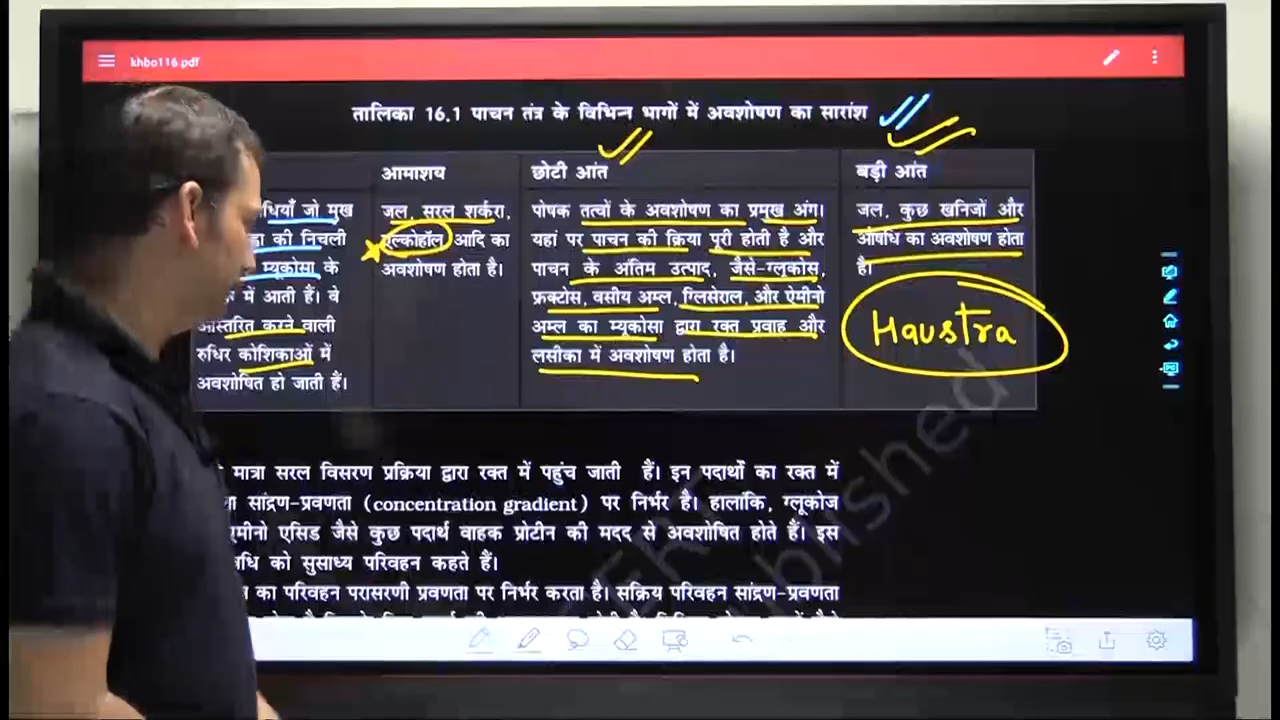 khbo116.pdf
तालिका 16.1 पाचन तंत्र के विभिन्न भागों में अवशोषण का सारांश
आमाशय
छोटी आंत
बड़ी आंत
जो मुख
की निचली
म्यूकोसा के
में आती हैं। वे
आस्तरित करने वाली
रुधिर कोशिकाओं में
अवशोषित हो जाती हैं।
जल, सरल शर्करा,
एल्कोहॉल आदि का
अवशोषण होता है।
पोषक तत्वों के अवशोषण का प्रमुख अंग।
यहां पर पाचन की क्रिया पूरी होती है और
पाचन के अंतिम उत्पाद, जैसे-ग्लूकोस,
फ्रक्टोस, वसीय अम्ल, ग्लिसेराल, और ऐमीनो
अम्ल का म्यूकोसा द्वारा रक्त प्रवाह और
लसीका में अवशोषण होता है।
जल, कुछ खनिजों और
औषधि का अवशोषण होता
है।
Haustra
मात्रा सरल विसरण प्रक्रिया द्वारा रक्त में पहुंच जाती हैं। इन पदार्थों का रक्त में
सांद्रण-प्रवणता (concentration gradient) पर निर्भर है। हालांकि, ग्लूकोज
एमीनो एसिड जैसे कुछ पदार्थ वाहक प्रोटीन की मदद से अवशोषित होते हैं। इस
को सुसाध्य परिवहन कहते हैं।
का परिवहन परासरणी प्रवणता पर निर्भर करता है। सक्रिय परिवहन सांद्रण-प्रवणता